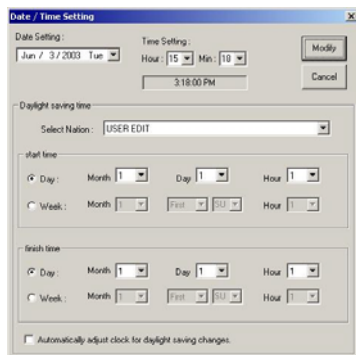 Date / Time Setting
Date Setting :
Jun / 3 / 2003 Tue
Time Setting :
Hour : 15 Min : 18
3:18:00 PM
Modify
Cancel
Daylight saving time
Select Nation : USER EDIT
start time
Day : Month 1 Day 1 Hour 1
Week : Month 1 First SU Hour 1
finish time
Day : Month 1 Day 1 Hour 1
Week : Month 1 First SU Hour 1
Automatically adjust clock for daylight saving changes.